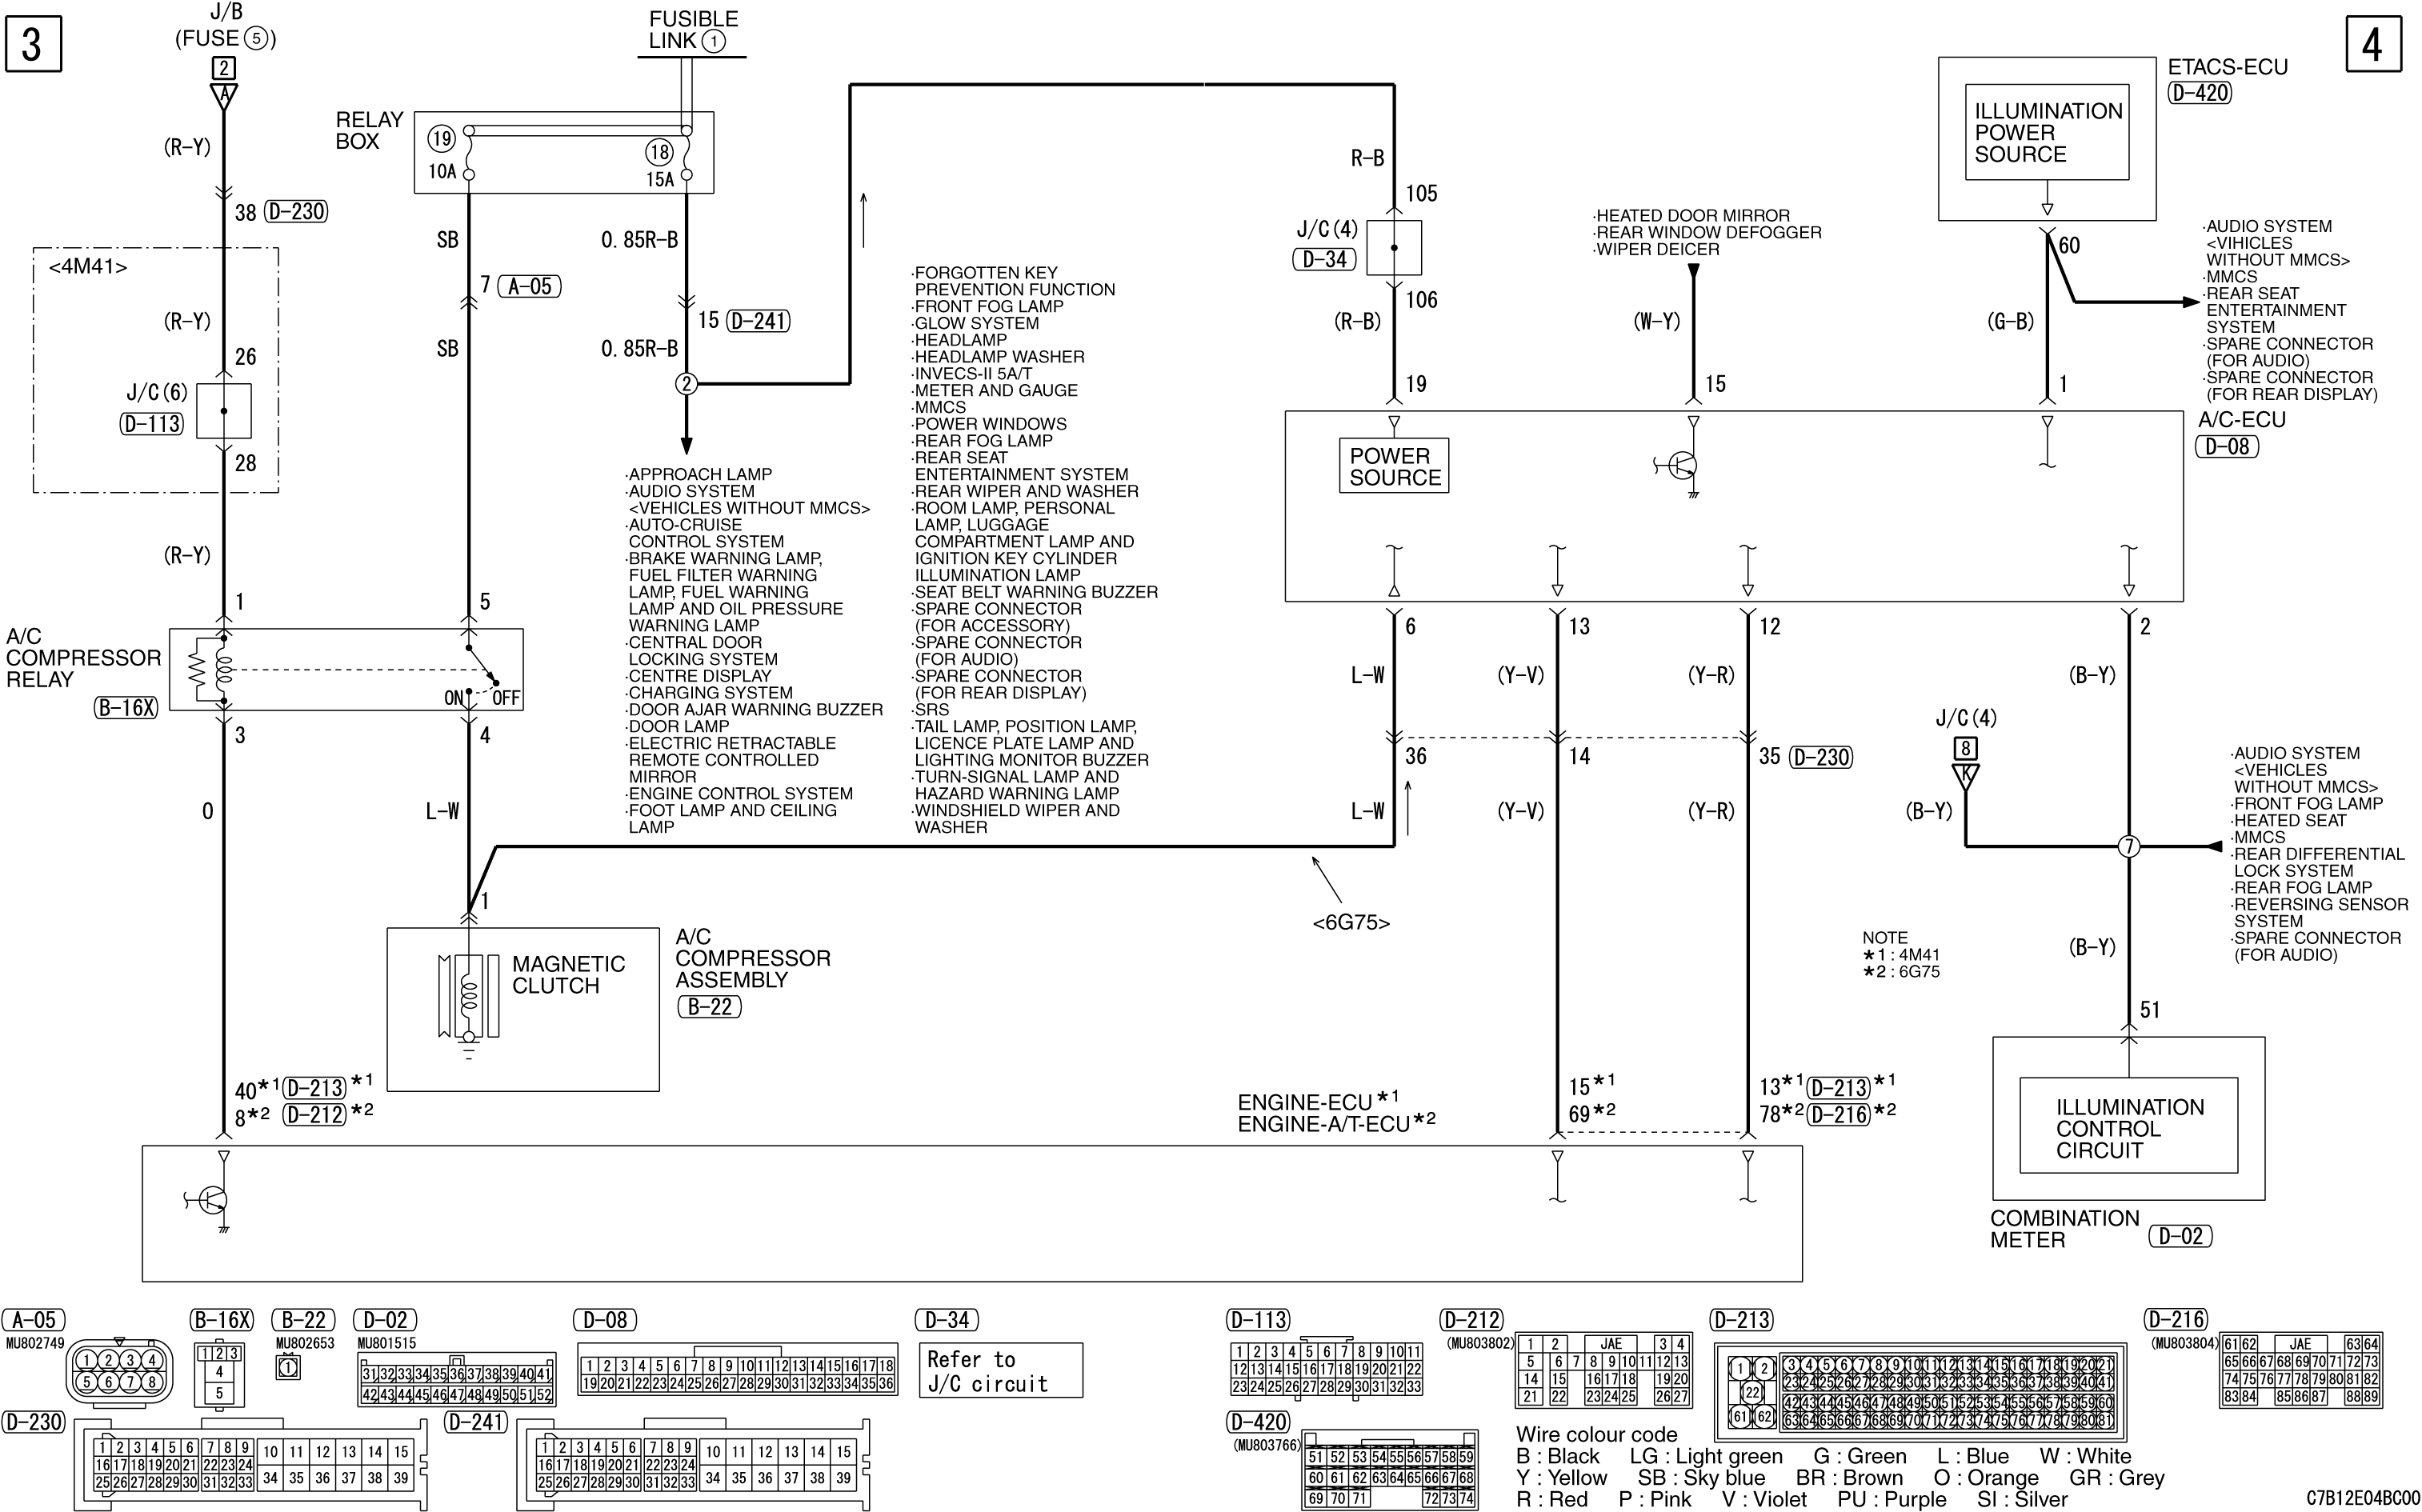 3
J/B
(FUSE 5)
2
A
(R-Y)
38 D-230
<4M41>
(R-Y)
26
J/C(6)
D-113
28
(R-Y)
1
A/C
COMPRESSOR
RELAY
B-16X
3
O
40*1 D-213 *1
8*2 D-212 *2
RELAY
BOX
FUSIBLE
LINK 1
19
10A
18
15A
SB
7 A-05
SB
5
ON OFF
4
L-W
1
MAGNETIC
CLUTCH
A/C
COMPRESSOR
ASSEMBLY
B-22
0.85R-B
15 D-241
0.85R-B
2
·APPROACH LAMP
·AUDIO SYSTEM
<VEHICLES WITHOUT MMCS>
·AUTO-CRUISE
CONTROL SYSTEM
·BRAKE WARNING LAMP,
FUEL FILTER WARNING
LAMP, FUEL WARNING
LAMP AND OIL PRESSURE
WARNING LAMP
·CENTRAL DOOR
LOCKING SYSTEM
·CENTRE DISPLAY
·CHARGING SYSTEM
·DOOR AJAR WARNING BUZZER
·DOOR LAMP
·ELECTRIC RETRACTABLE
REMOTE CONTROLLED
MIRROR
·ENGINE CONTROL SYSTEM
·FOOT LAMP AND CEILING
LAMP
·FORGOTTEN KEY
PREVENTION FUNCTION
·FRONT FOG LAMP
·GLOW SYSTEM
·HEADLAMP
·HEADLAMP WASHER
·INVECS-II 5A/T
·METER AND GAUGE
·MMCS
·POWER WINDOWS
·REAR FOG LAMP
·REAR SEAT
ENTERTAINMENT SYSTEM
·REAR WIPER AND WASHER
·ROOM LAMP, PERSONAL
LAMP, LUGGAGE
COMPARTMENT LAMP AND
IGNITION KEY CYLINDER
ILLUMINATION LAMP
·SEAT BELT WARNING BUZZER
·SPARE CONNECTOR
(FOR ACCESSORY)
·SPARE CONNECTOR
(FOR AUDIO)
·SPARE CONNECTOR
(FOR REAR DISPLAY)
·SRS
·TAIL LAMP, POSITION LAMP,
LICENCE PLATE LAMP AND
LIGHTING MONITOR BUZZER
·TURN-SIGNAL LAMP AND
HAZARD WARNING LAMP
·WINDSHIELD WIPER AND
WASHER
4
R-B
105
J/C(4)
D-34
106
(R-B)
19
·HEATED DOOR MIRROR
·REAR WINDOW DEFOGGER
·WIPER DEICER
(W-Y)
15
ETACS-ECU
D-420
ILLUMINATION
POWER
SOURCE
60
(G-B)
1
·AUDIO SYSTEM
<VIHICLES
WITHOUT MMCS>
·MMCS
·REAR SEAT
ENTERTAINMENT
SYSTEM
·SPARE CONNECTOR
(FOR AUDIO)
·SPARE CONNECTOR
(FOR REAR DISPLAY)
A/C-ECU
D-08
POWER
SOURCE
6
13
12
2
L-W
(Y-V)
(Y-R)
(B-Y)
36
14
35 D-230
L-W
(Y-V)
(Y-R)
<6G75>
J/C(4)
8
K
(B-Y)
7
·AUDIO SYSTEM
<VEHICLES
WITHOUT MMCS>
·FRONT FOG LAMP
·HEATED SEAT
·MMCS
·REAR DIFFERENTIAL
LOCK SYSTEM
·REAR FOG LAMP
·REVERSING SENSOR
SYSTEM
·SPARE CONNECTOR
(FOR AUDIO)
NOTE
*1 : 4M41
*2 : 6G75
(B-Y)
51
ILLUMINATION
CONTROL
CIRCUIT
COMBINATION
METER D-02
ENGINE-ECU*1
ENGINE-A/T-ECU*2
15*1
69*2
13*1 D-213 *1
78*2 D-216 *2
A-05
MU802749
1 2 3 4
5 6 7 8
B-16X
1 2 3
4
5
B-22
MU802653
1
D-02
MU801515
31 32 33 34 35 36 37 38 39 40 41
42 43 44 45 46 47 48 49 50 51 52
D-08
1 2 3 4 5 6 7 8 9 10 11 12 13 14 15 16 17 18
19 20 21 22 23 24 25 26 27 28 29 30 31 32 33 34 35 36
D-34
Refer to
J/C circuit
D-113
1 2 3 4 5 6 7 8 9 10 11
12 13 14 15 16 17 18 19 20 21 22
23 24 25 26 27 28 29 30 31 32 33
D-212
(MU803802)
1 2 JAE 3 4
5 6 7 8 9 10 11 12 13
14 15 16 17 18 19 20
21 22 23 24 25 26 27
D-213
1 2 3 4 5 6 7 8 9 10 11 12 13 14 15 16 17 18 19 20 21
23 24 25 26 27 28 29 30 31 32 33 34 35 36 37 38 39 40 41
22
42 43 44 45 46 47 48 49 50 51 52 53 54 55 56 57 58 59 60
61 62 63 64 65 66 67 68 69 70 71 72 73 74 75 76 77 78 79 80 81
D-216
(MU803804)
61 62 JAE 63 64
65 66 67 68 69 70 71 72 73
74 75 76 77 78 79 80 81 82
83 84 85 86 87 88 89
D-230
1 2 3 4 5 6 7 8 9 10 11 12 13 14 15
16 17 18 19 20 21 22 23 24
25 26 27 28 29 30 31 32 33 34 35 36 37 38 39
D-241
1 2 3 4 5 6 7 8 9 10 11 12 13 14 15
16 17 18 19 20 21 22 23 24
25 26 27 28 29 30 31 32 33 34 35 36 37 38 39
D-420
(MU803766)
51 52 53 54 55 56 57 58 59
60 61 62 63 64 65 66 67 68
69 70 71 72 73 74
Wire colour code
B : Black LG : Light green G : Green L : Blue W : White
Y : Yellow SB : Sky blue BR : Brown O : Orange GR : Grey
R : Red P : Pink V : Violet PU : Purple SI : Silver
C7B12E04BC00